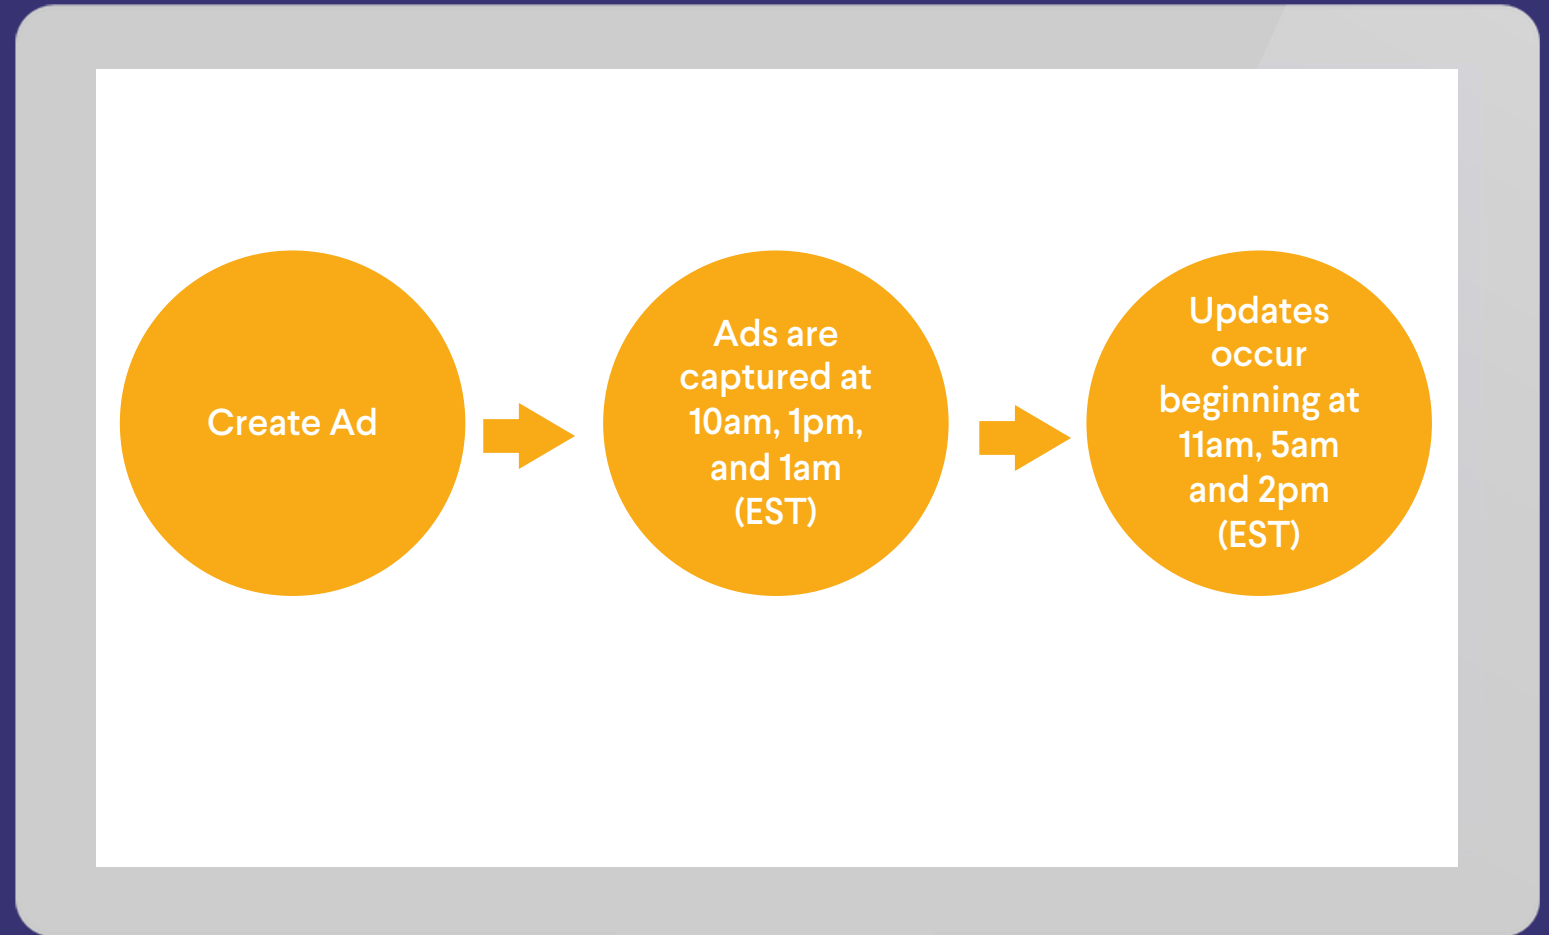 Create Ad
Ads are
captured at
10am, 1pm,
and 1am
(EST)
Updates
occur
beginning at
11am, 5am
and 2pm
(EST)